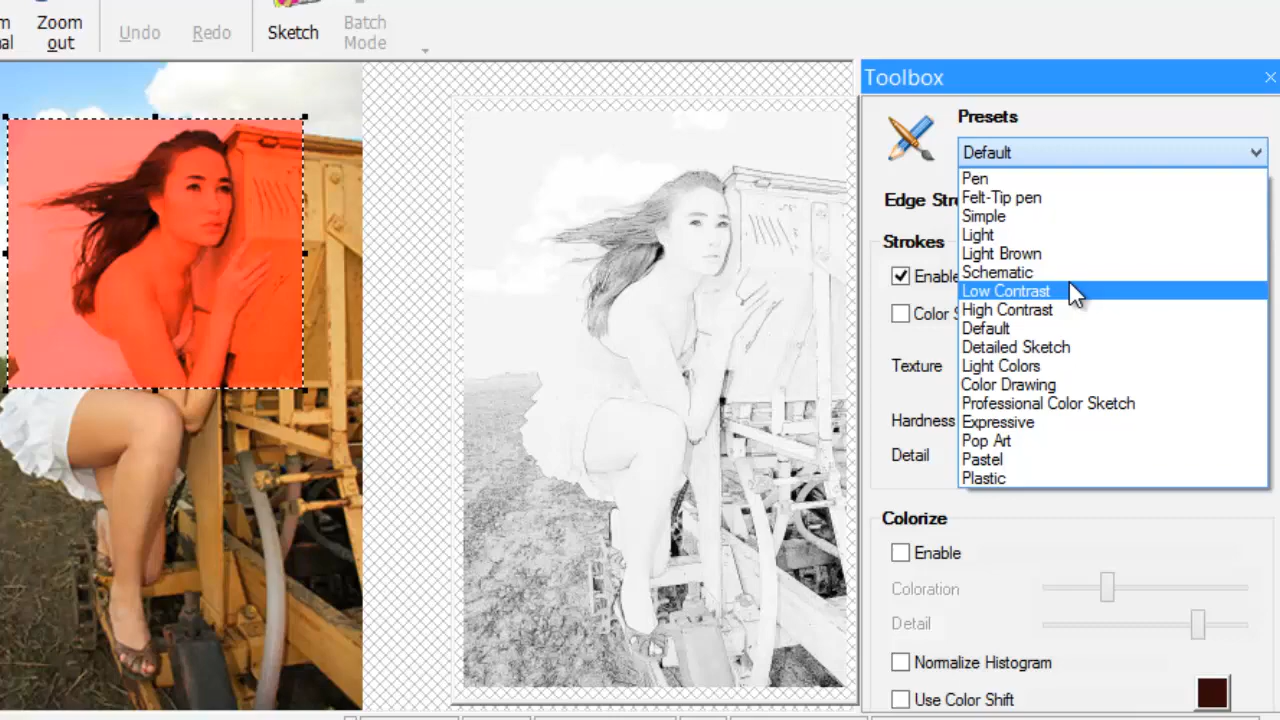 Zoom
out
Undo
Redo
Sketch
Batch
Mode
Toolbox
Presets
Default
Pen
Felt-Tip pen
Simple
Light
Light Brown
Schematic
Low Contrast
High Contrast
Default
Detailed Sketch
Light Colors
Color Drawing
Professional Color Sketch
Expressive
Pop Art
Pastel
Plastic
Edge Str
Strokes
Enable
Color S
Texture
Hardness
Detail
Colorize
Enable
Coloration
Detail
Normalize Histogram
Use Color Shift